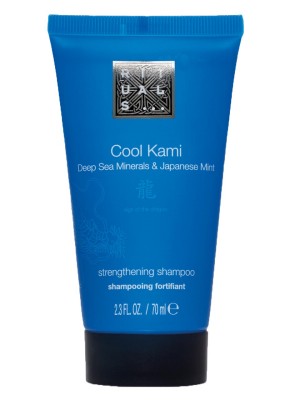 RITUALS...
Cool Kami
Deep Sea Minerals & Japanese Mint
龍
strengthening shampoo
shampooing fortifiant
2.3 FL. OZ. / 70 ml ℮